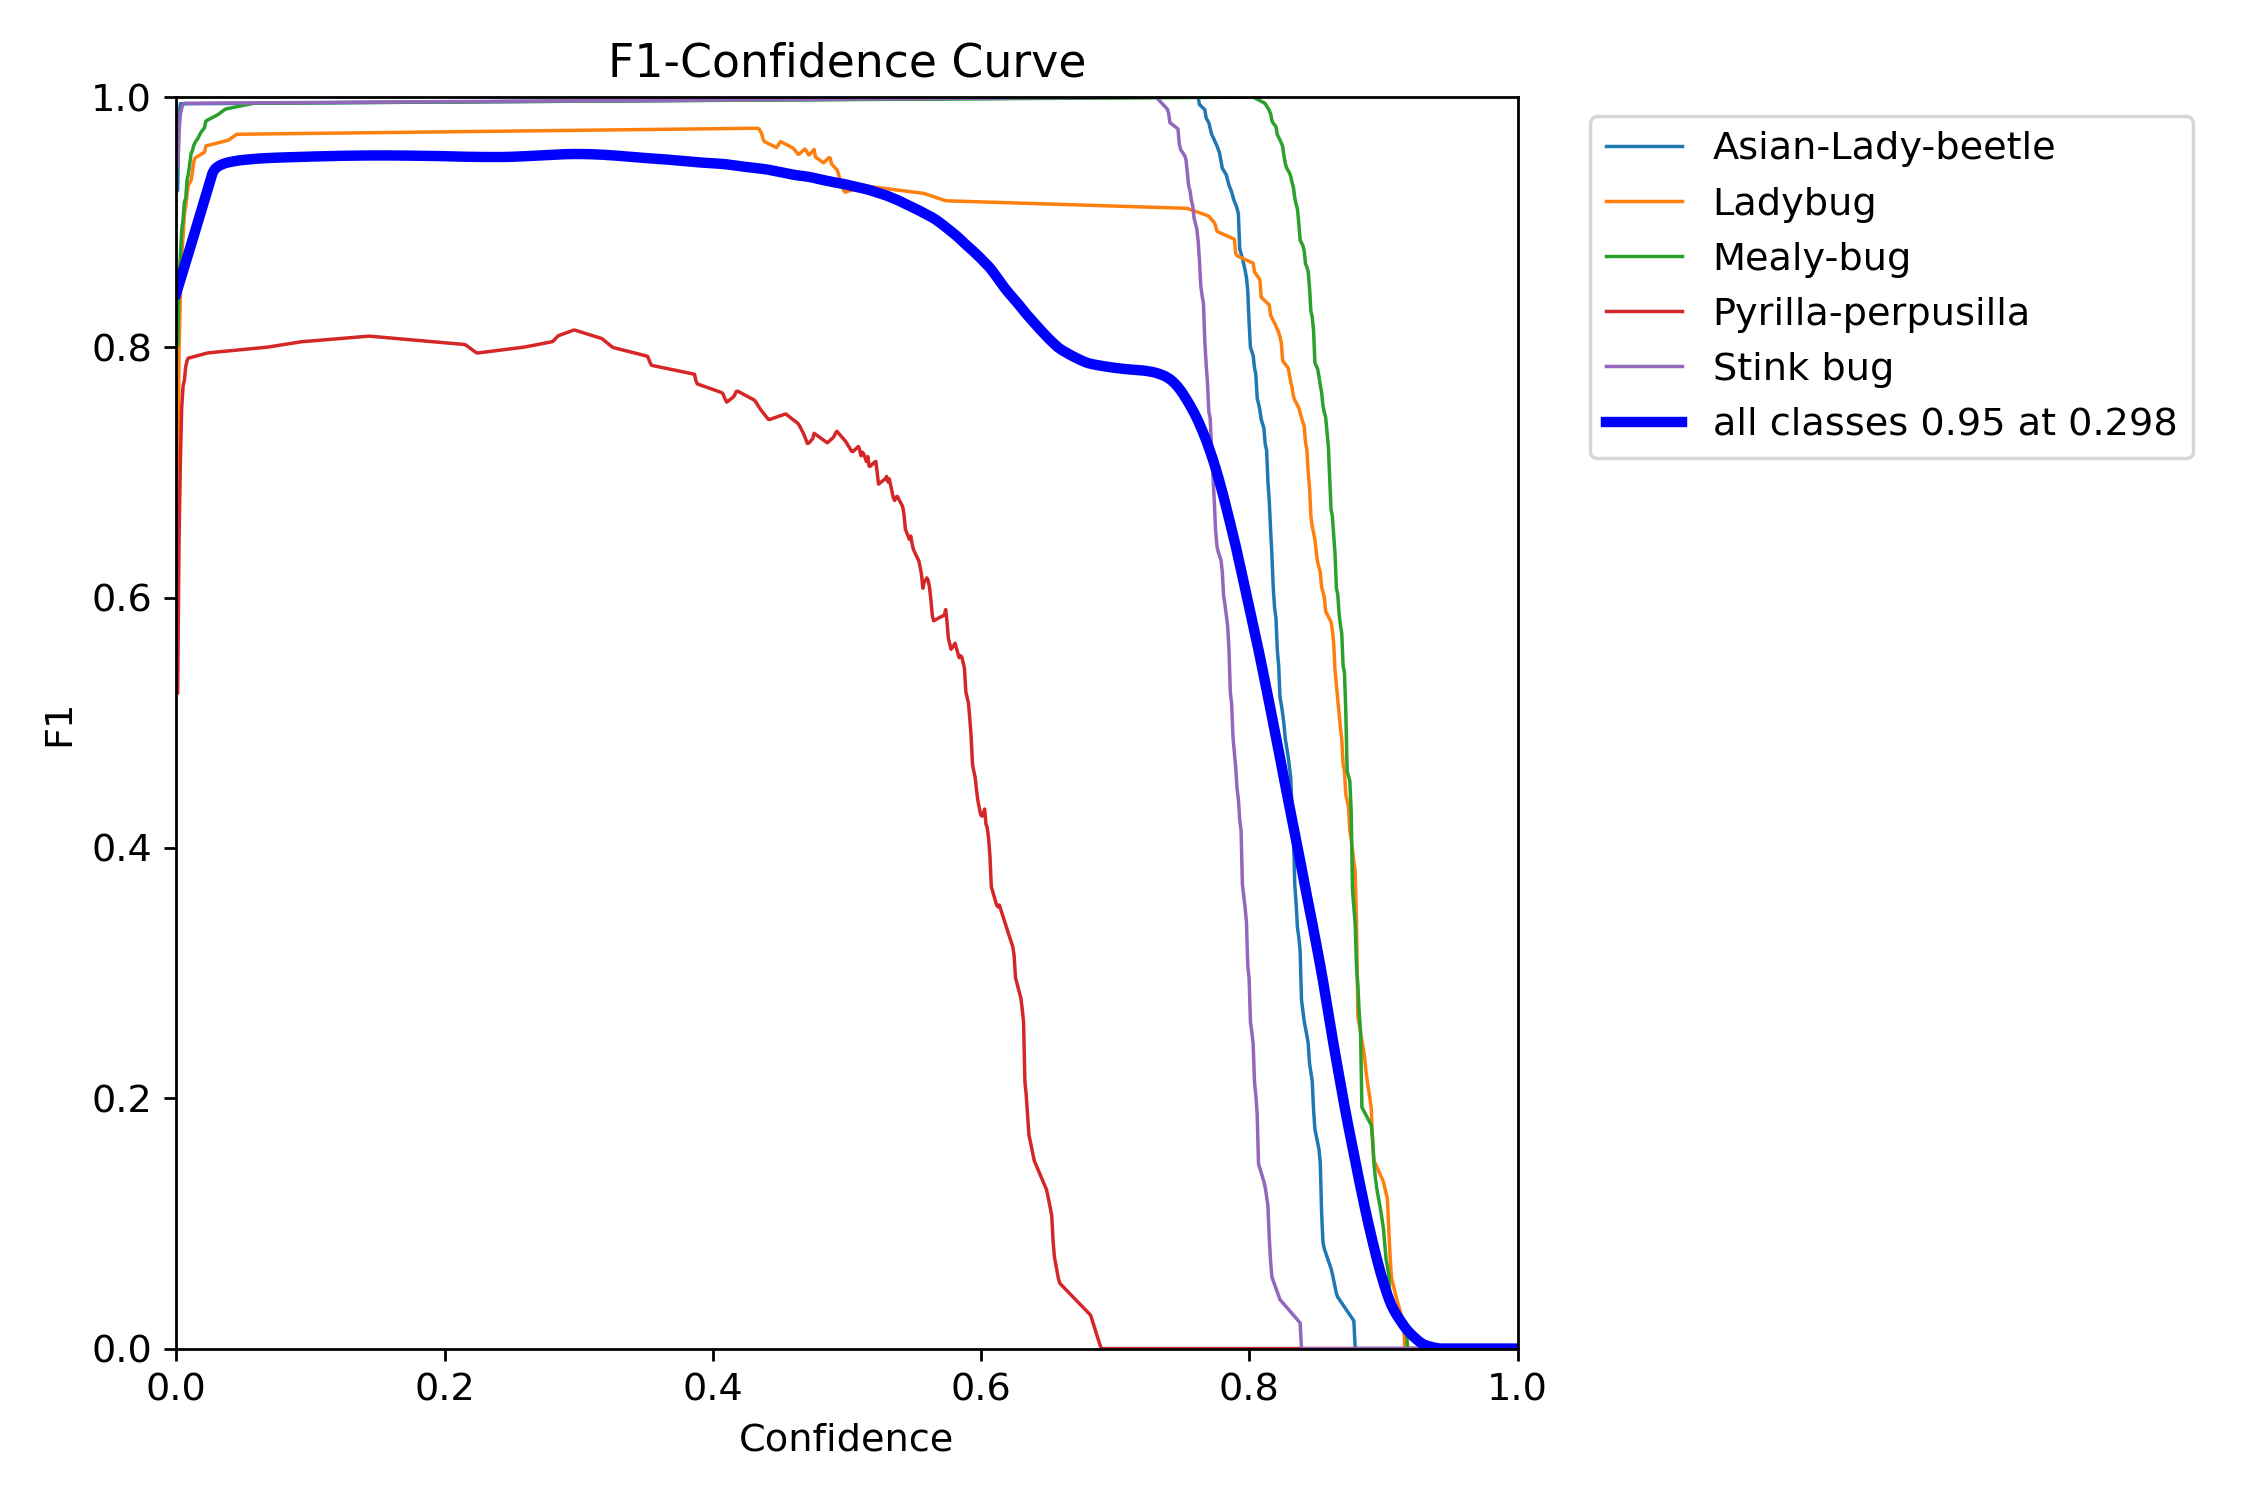 F1-Confidence Curve
1.0
0.8
0.6
0.4
0.2
0.0
F1
0.0 0.2 0.4 0.6 0.8 1.0
Confidence
Asian-Lady-beetle
Ladybug
Mealy-bug
Pyrilla-perpusilla
Stink bug
all classes 0.95 at 0.298